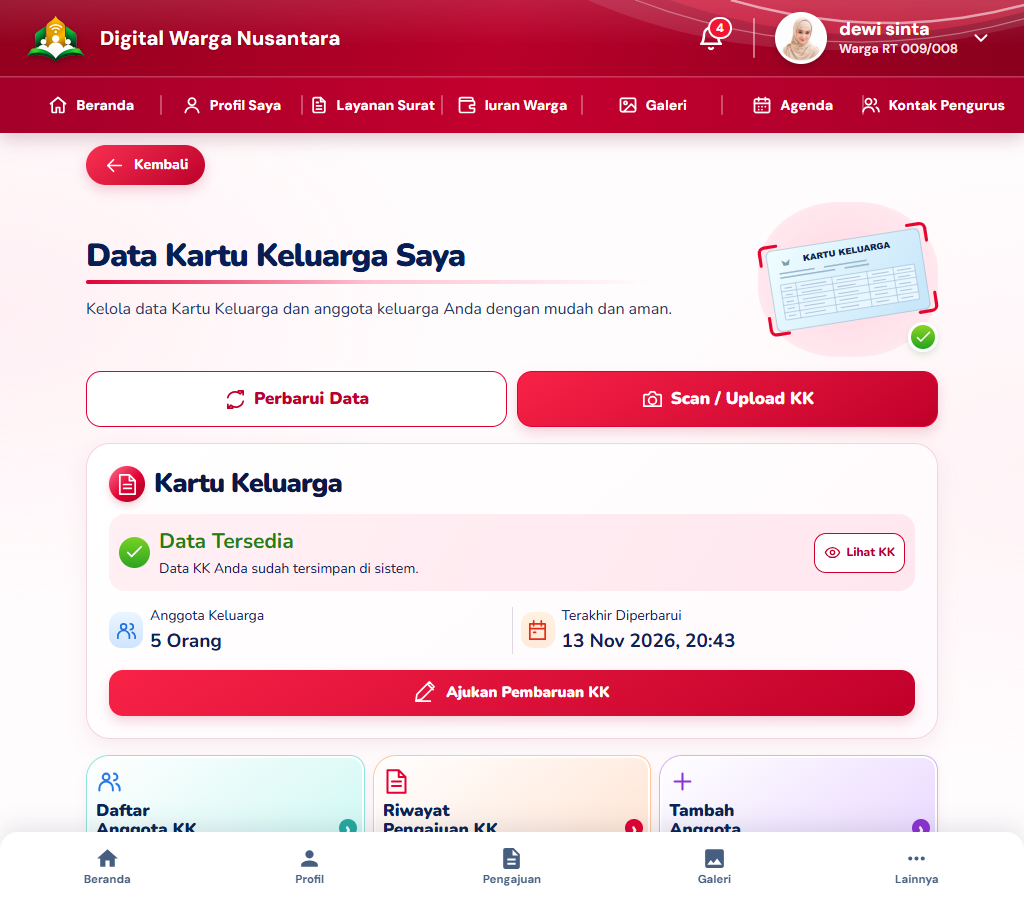 Digital Warga Nusantara
4
dewi sinta
Warga RT 009/008
Beranda
Profil Saya
Layanan Surat
Iuran Warga
Galeri
Agenda
Kontak Pengurus
Kembali
Data Kartu Keluarga Saya
Kelola data Kartu Keluarga dan anggota keluarga Anda dengan mudah dan aman.
KARTU KELUARGA
Perbarui Data
Scan / Upload KK
Kartu Keluarga
Data Tersedia
Data KK Anda sudah tersimpan di sistem.
Lihat KK
Anggota Keluarga
5 Orang
Terakhir Diperbarui
13 Nov 2026, 20:43
Ajukan Pembaruan KK
Daftar
Anggota KK
Riwayat
Pengajuan KK
Tambah
Anggota
Beranda
Profil
Pengajuan
Galeri
Lainnya